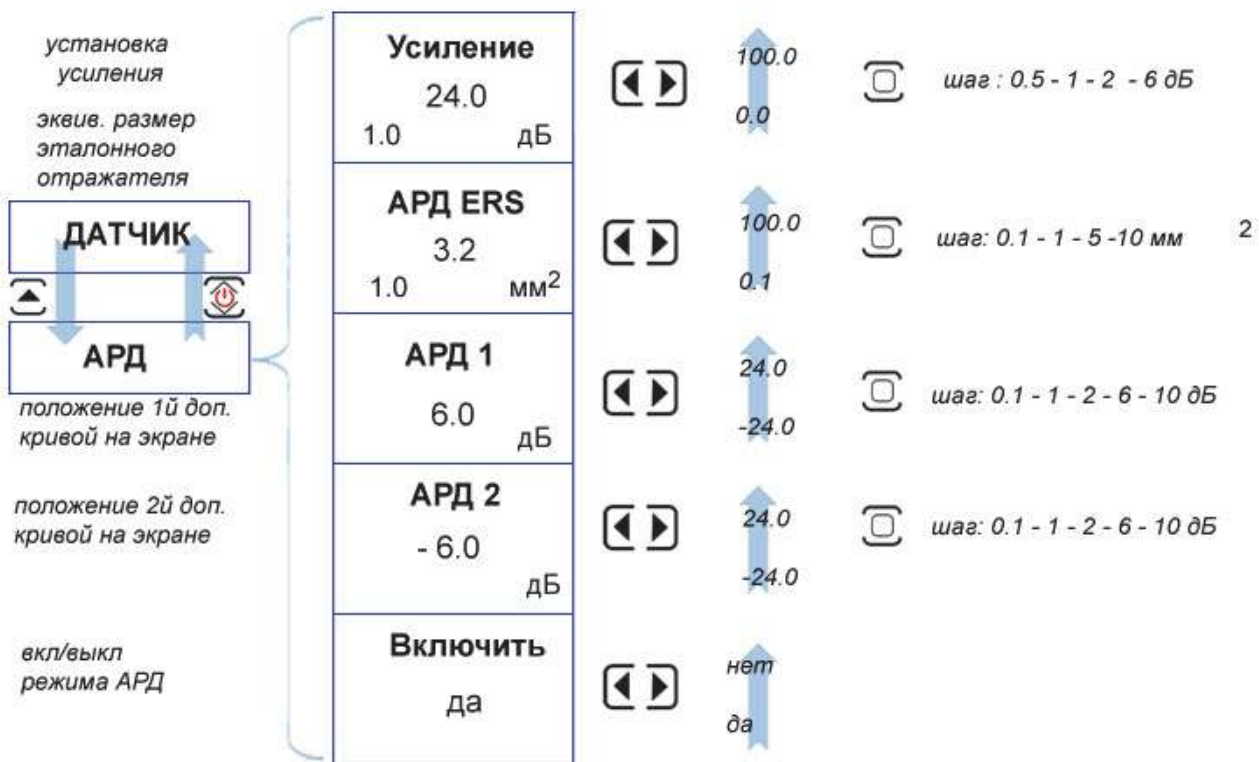 установка
усиления
эквив. размер
эталонного
отражателя
ДАТЧИК
АРД
положение 1й доп.
кривой на экране
положение 2й доп.
кривой на экране
вкл/выкл
режима АРД
Усиление
24.0
1.0 дБ
100.0
0.0
шаг : 0.5 - 1 - 2 - 6 дБ
АРД ERS
3.2
1.0 мм²
100.0
0.1
шаг: 0.1 - 1 - 5 -10 мм 2
АРД 1
6.0
дБ
24.0
-24.0
шаг: 0.1 - 1 - 2 - 6 - 10 дБ
АРД 2
- 6.0
дБ
24.0
-24.0
шаг: 0.1 - 1 - 2 - 6 - 10 дБ
Включить
да
нет
да